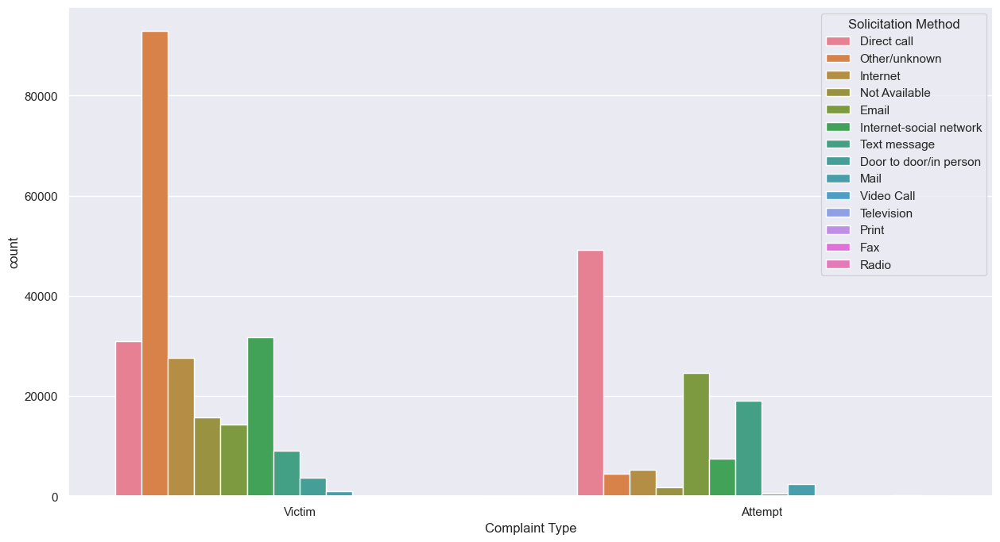 Solicitation Method
Direct call
Other/unknown
Internet
Not Available
Email
Internet-social network
Text message
Door to door/in person
Mail
Video Call
Television
Print
Fax
Radio
80000
60000
40000
20000
0
count
Victim
Attempt
Complaint Type